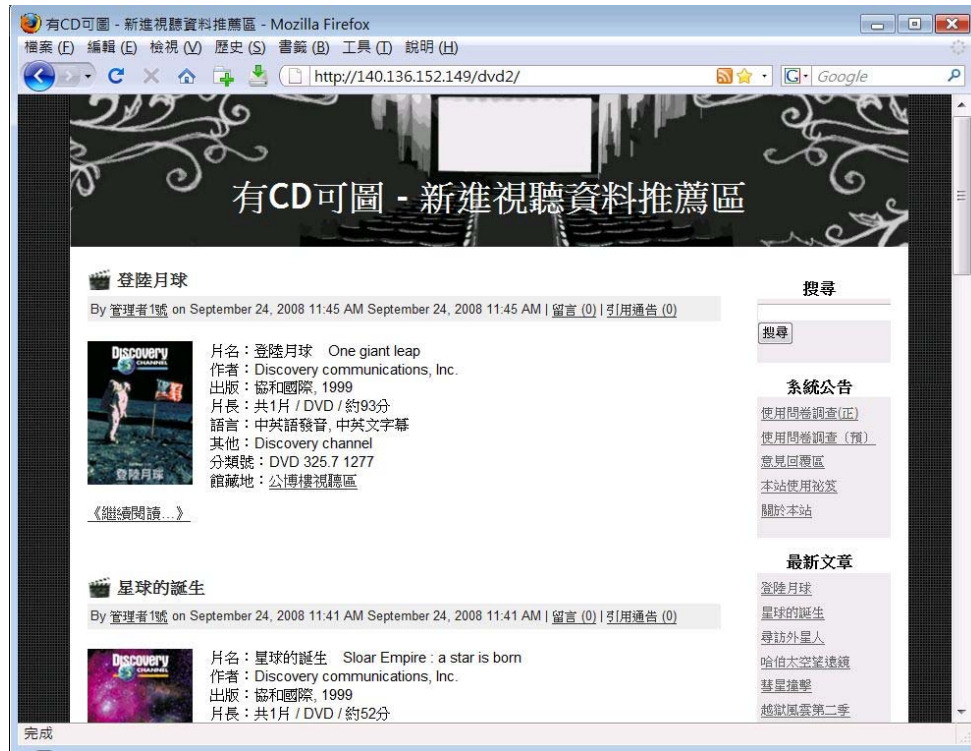 有CD可圖 - 新進視聽資料推薦區 - Mozilla Firefox
檔案 (F) 編輯 (E) 檢視 (V) 歷史 (S) 書籤 (B) 工具 (T) 說明 (H)
http://140.136.152.149/dvd2/
G Google
有CD可圖 - 新進視聽資料推薦區
登陸月球
By 管理者1號 on September 24, 2008 11:45 AM September 24, 2008 11:45 AM | 留言 (0) | 引用通告 (0)
DISCOVERY
CHANNEL
登陸月球
片名：登陸月球 One giant leap
作者：Discovery communications, Inc.
出版：協和國際, 1999
片長：共1片 / DVD / 約93分
語言：中英語發音, 中英文字幕
其他：Discovery channel
分類號：DVD 325.7 1277
館藏地：公博樓視聽區
《繼續閱讀...》
星球的誕生
By 管理者1號 on September 24, 2008 11:41 AM September 24, 2008 11:41 AM | 留言 (0) | 引用通告 (0)
DISCOVERY
CHANNEL
片名：星球的誕生 Sloar Empire : a star is born
作者：Discovery communications, Inc.
出版：協和國際, 1999
片長：共1片 / DVD / 約52分
搜尋
搜尋
系統公告
使用問卷調查(正)
使用問卷調查（預）
意見回覆區
本站使用祕笈
關於本站
最新文章
登陸月球
星球的誕生
尋訪外星人
哈伯太空望遠鏡
彗星撞擊
越獄風雲第二季
完成